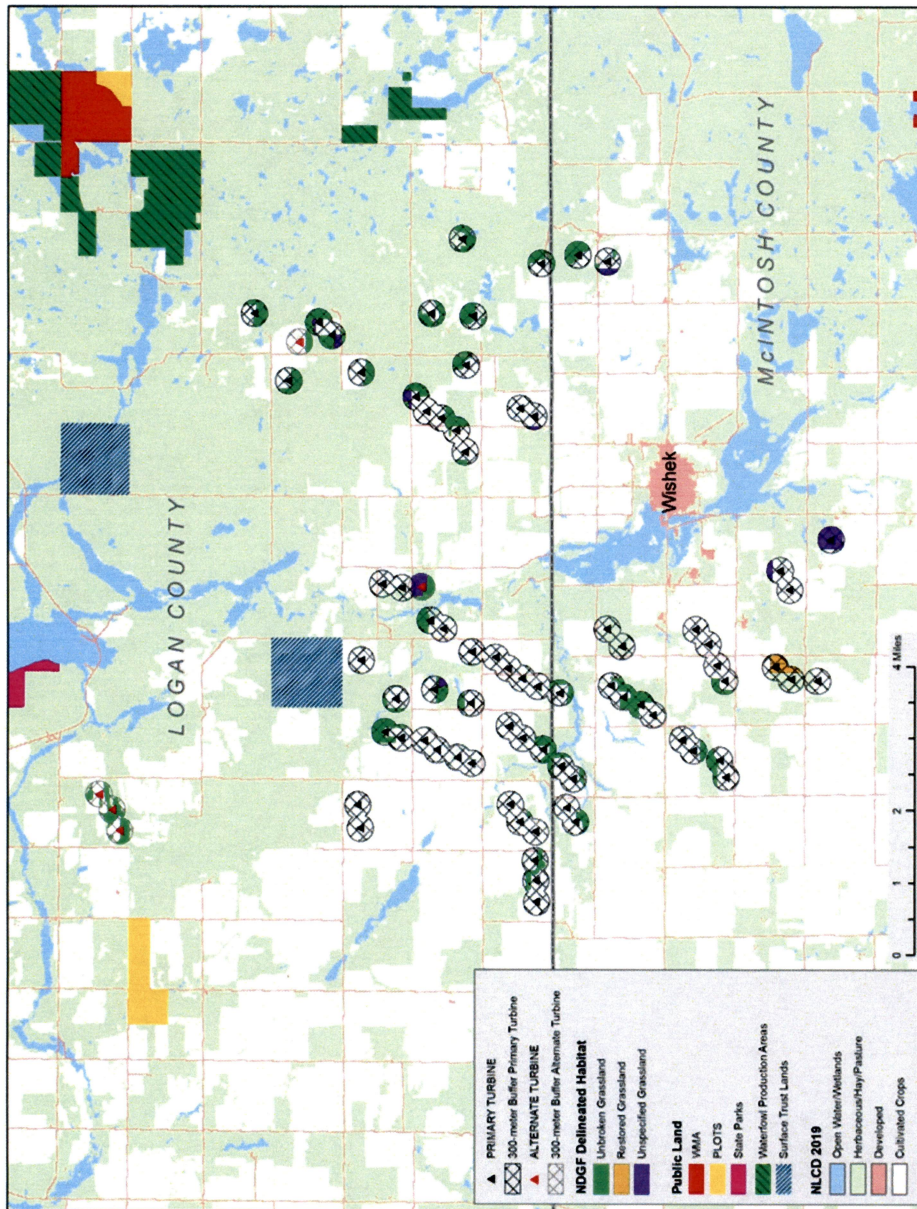 LOGAN COUNTY
McINTOSH COUNTY
Wishek
▲ PRIMARY TURBINE
300-meter Buffer Primary Turbine
▲ ALTERNATE TURBINE
300-meter Buffer Alternate Turbine
NDGF Delineated Habitat
Unbroken Grassland
Restored Grassland
Unspecified Grassland
Public Land
WMA
PLOTS
State Parks
Waterfowl Production Areas
Surface Trust Lands
NLCD 2019
Open Water/Wetlands
Herbaceous/Hay/Pasture
Developed
Cultivated Crops
0 2 4 Miles